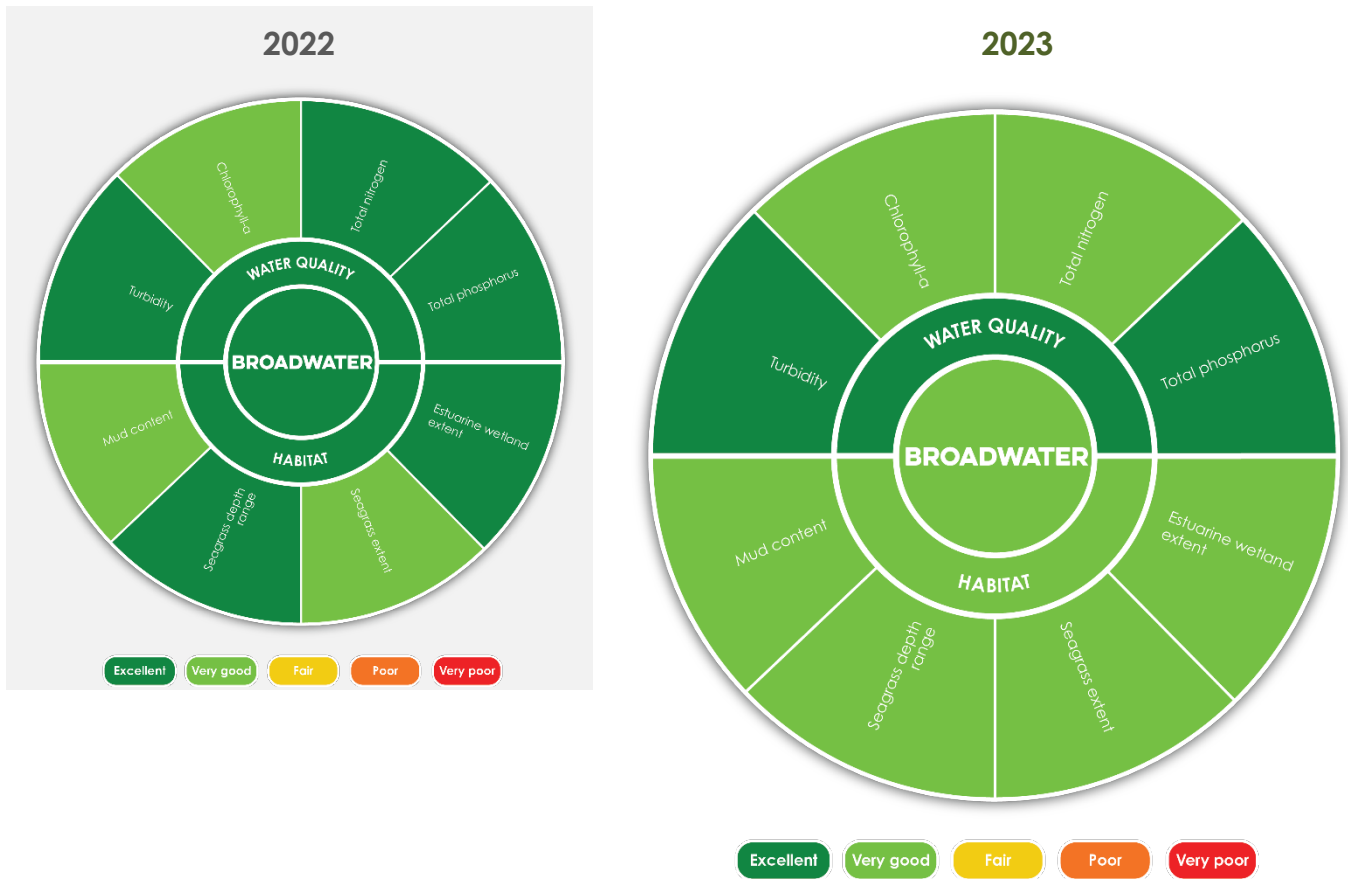 2022
Chlorophyll-a
Total nitrogen
Turbidity
Total phosphorus
WATER QUALITY
BROADWATER
HABITAT
Mud content
Estuarine wetland
extent
Seagrass depth
range
Seagrass extent
Excellent
Very good
Fair
Poor
Very poor
2023
Chlorophyll-a
Total nitrogen
Turbidity
Total phosphorus
WATER QUALITY
BROADWATER
HABITAT
Mud content
Estuarine wetland
extent
Seagrass depth
range
Seagrass extent
Excellent
Very good
Fair
Poor
Very poor